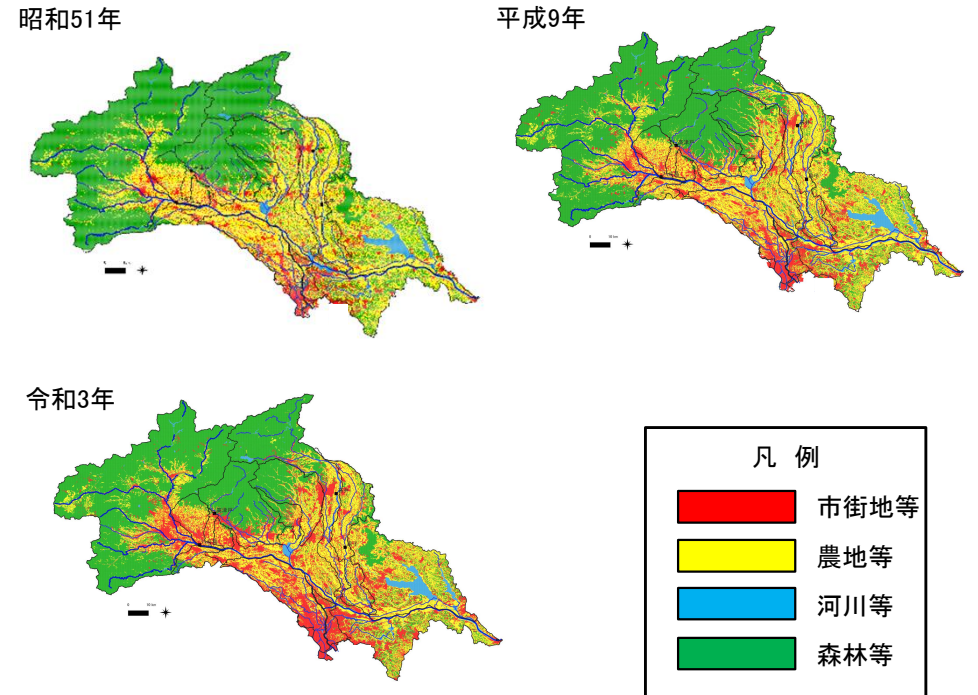 昭和51年
平成9年
令和3年
凡 例
市街地等
農地等
河川等
森林等